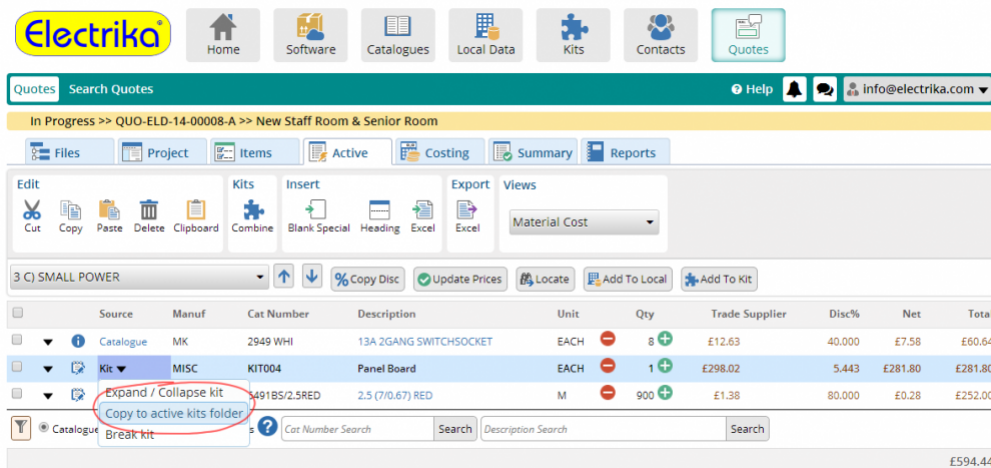 Electrika®
Home
Software
Catalogues
Local Data
Kits
Contacts
Quotes
Quotes Search Quotes
? Help
info@electrika.com
In Progress >> QUO-ELD-14-00008-A >> New Staff Room & Senior Room
Files Project Items Active Costing Summary Reports
Edit Kits Insert Export Views
Cut Copy Paste Delete Clipboard Combine Blank Special Heading Excel Excel
Material Cost
3 C) SMALL POWER % Copy Disc Update Prices Locate Add To Local Add To Kit
Source Manuf Cat Number Description Unit Qty Trade Supplier Disc% Net Total
Catalogue MK 2949 WHI 13A 2GANG SWITCHSOCKET EACH 8 £12.63 40.000 £7.58 £60.64
Kit MISC KIT004 Panel Board EACH 1 £298.02 5.443 £281.80 £281.80
Expand / Collapse kit
6491BS/2.5RED 2.5 (7/0.67) RED M 900 £1.38 80.000 £0.28 £252.00
Copy to active kits folder
Break kit
Catalogue s ? Cat Number Search Search Description Search Search
£594.44